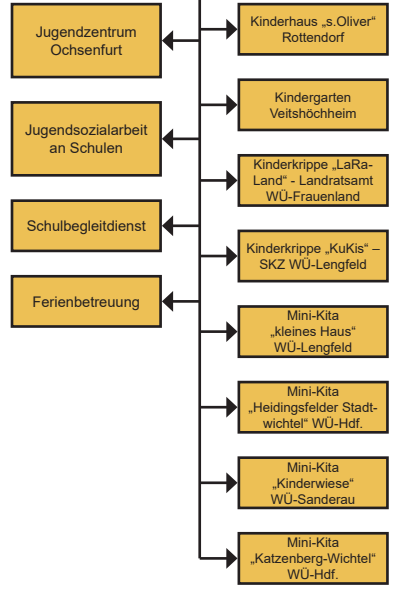 Jugendzentrum
Ochsenfurt
Jugendsozialarbeit
an Schulen
Schulbegleitdienst
Ferienbetreuung
Kinderhaus „s.Oliver“
Rottendorf
Kindergarten
Veitshöchheim
Kinderkrippe „LaRa-
Land“ - Landratsamt
WÜ-Frauenland
Kinderkrippe „KuKis“ –
SKZ WÜ-Lengfeld
Mini-Kita
„kleines Haus“
WÜ-Lengfeld
Mini-Kita
„Heidingsfelder Stadt-
wichtel“ WÜ-Hdf.
Mini-Kita
„Kinderwiese“
WÜ-Sanderau
Mini-Kita
„Katzenberg-Wichtel“
WÜ-Hdf.